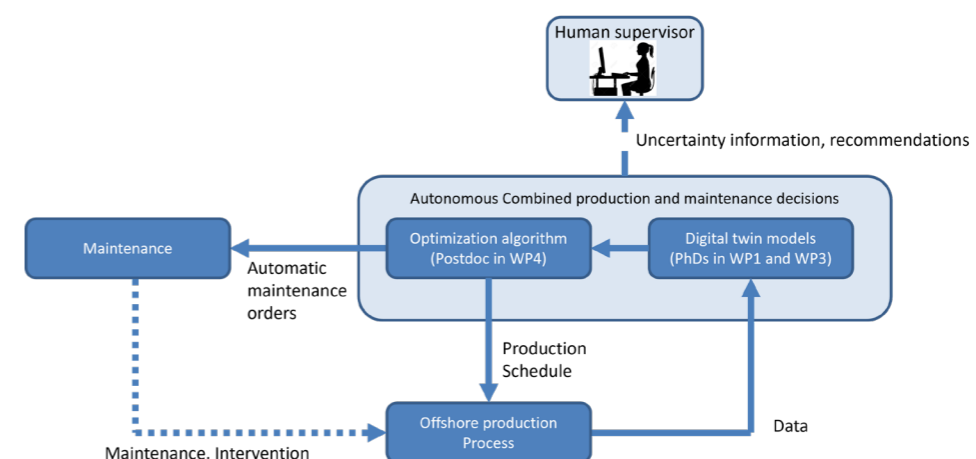 Human supervisor
Uncertainty information, recommendations
Autonomous Combined production and maintenance decisions
Maintenance
Optimization algorithm
(Postdoc in WP4)
Digital twin models
(PhDs in WP1 and WP3)
Automatic
maintenance
orders
Production
Schedule
Offshore production
Process
Data
Maintenance, Intervention